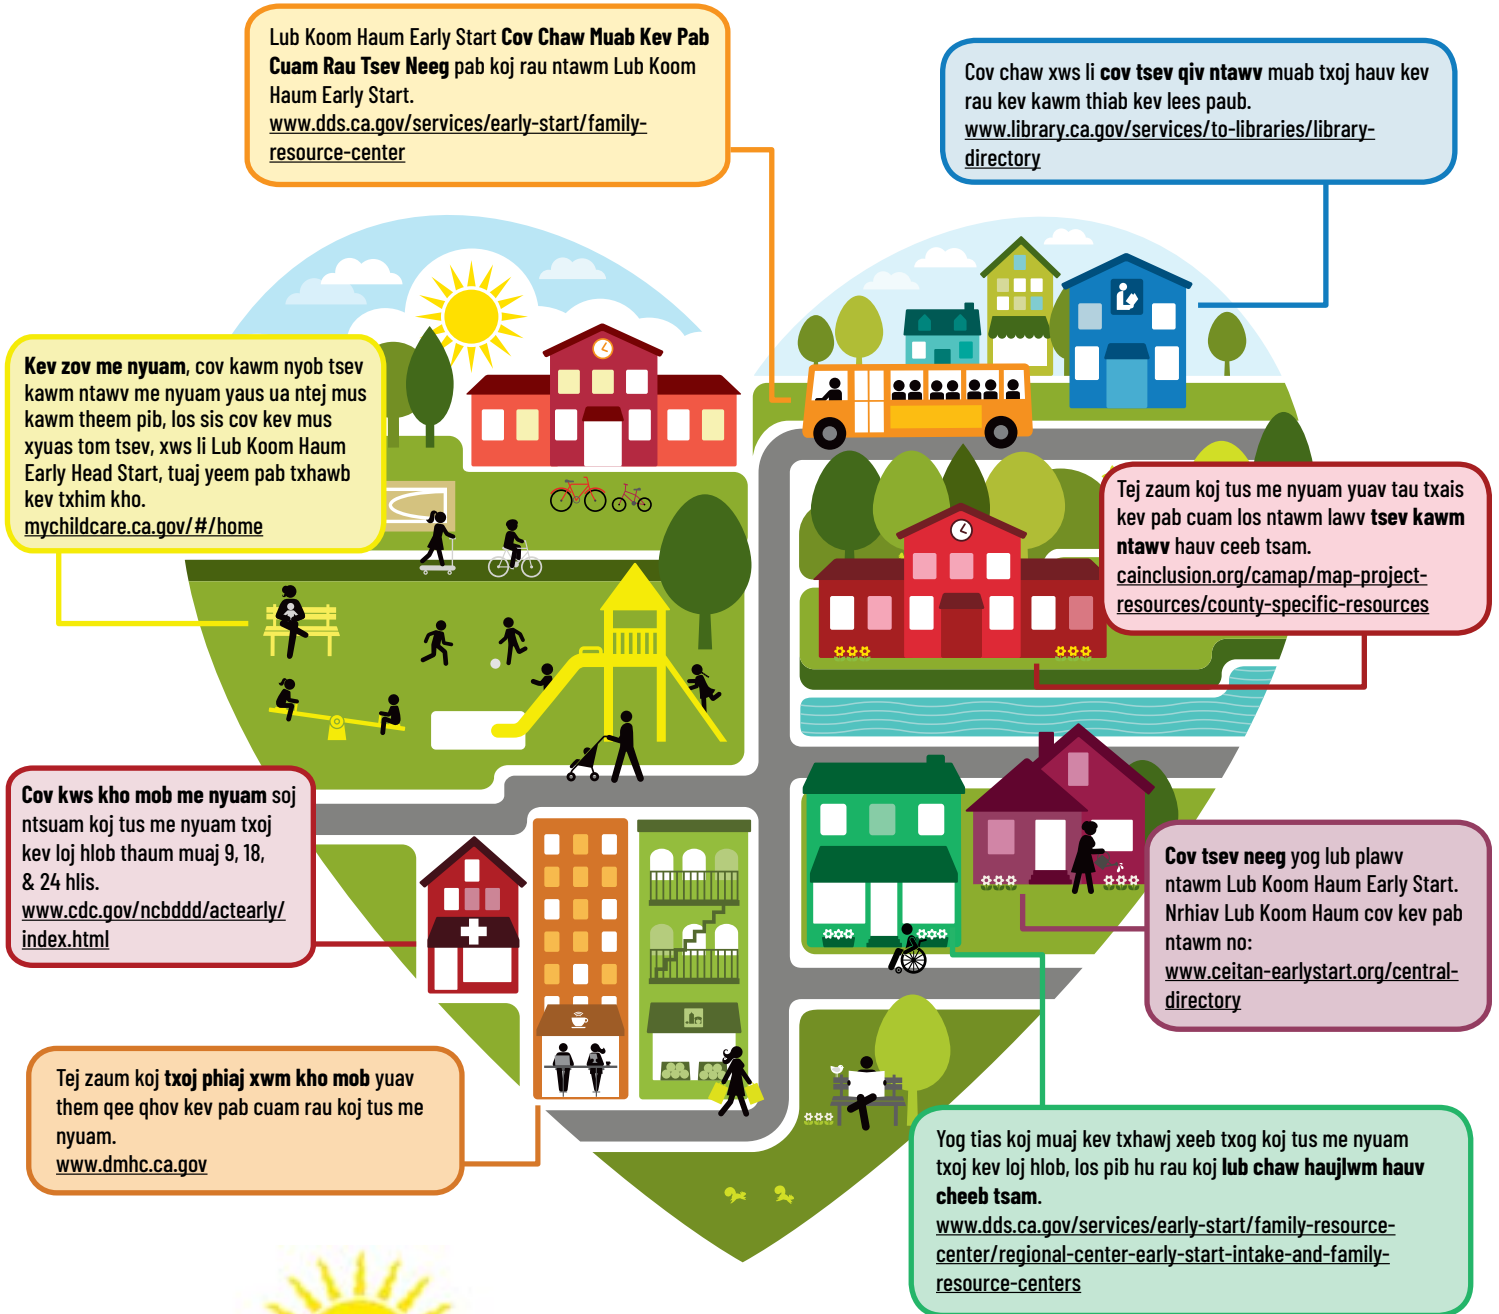 Lub Koom Haum Early Start Cov Chaw Muab Kev Pab
Cuam Rau Tsev Neeg pab koj rau ntawm Lub Koom
Haum Early Start.
www.dds.ca.gov/services/early-start/family-
resource-center
Cov chaw xws li cov tsev qiv ntawv muab txoj hauv kev
rau kev kawm thiab kev lees paub.
www.library.ca.gov/services/to-libraries/library-
directory
Kev zov me nyuam, cov kawm nyob tsev
kawm ntawv me nyuam yaus ua ntej mus
kawm theem pib, los sis cov kev mus
xyuas tom tsev, xws li Lub Koom Haum
Early Head Start, tuaj yeem pab txhawb
kev txhim kho.
mychildcare.ca.gov/#/home
Tej zaum koj tus me nyuam yuav tau txais
kev pab cuam los ntawm lawv tsev kawm
ntawv hauv ceeb tsam.
cainclusion.org/camap/map-project-
resources/county-specific-resources
Cov kws kho mob me nyuam soj
ntsuam koj tus me nyuam txoj
kev loj hlob thaum muaj 9, 18,
& 24 hlis.
www.cdc.gov/ncbddd/actearly/
index.html
Cov tsev neeg yog lub plawv
ntawm Lub Koom Haum Early Start.
Nrhiav Lub Koom Haum cov kev pab
ntawm no:
www.ceitan-earlystart.org/central-
directory
Tej zaum koj txoj phiaj xwm kho mob yuav
them qee qhov kev pab cuam rau koj tus me
nyuam.
www.dmhc.ca.gov
Yog tias koj muaj kev txhawj xeeb txog koj tus me nyuam
txoj kev loj hlob, los pib hu rau koj lub chaw haujlwm hauv
cheeb tsam.
www.dds.ca.gov/services/early-start/family-resource-
center/regional-center-early-start-intake-and-family-
resource-centers